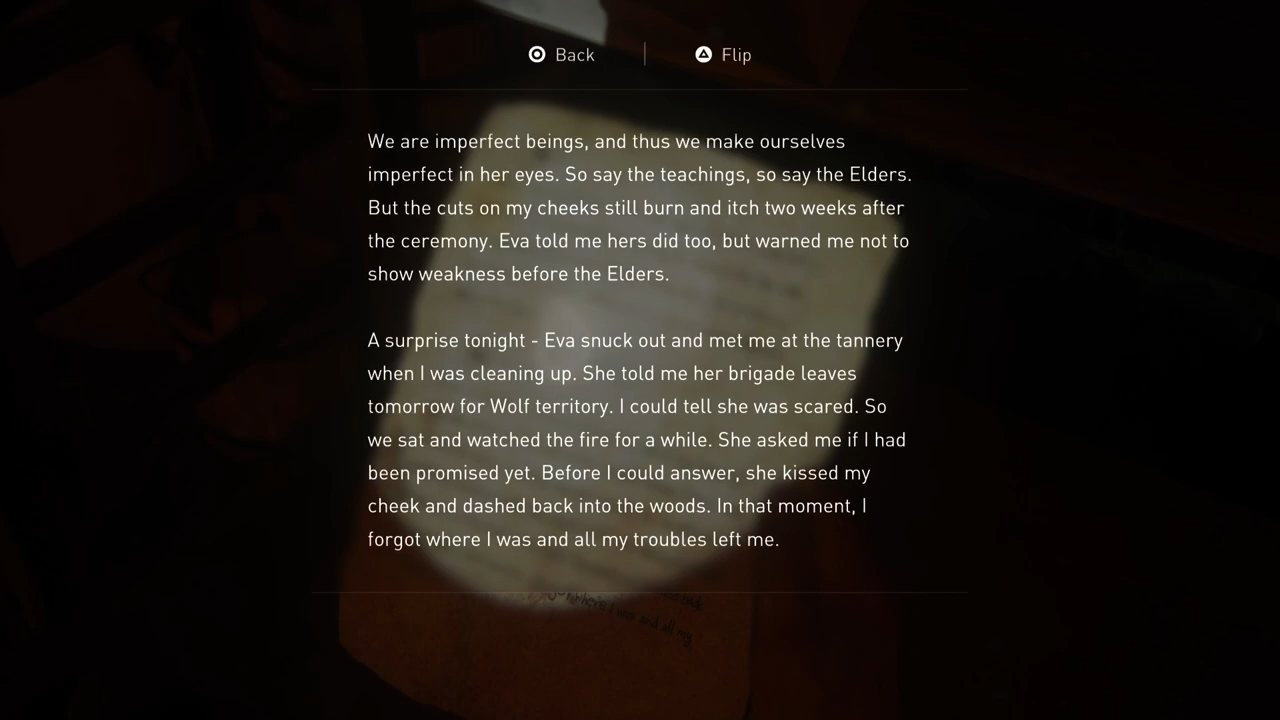 Back
Flip
We are imperfect beings, and thus we make ourselves
imperfect in her eyes. So say the teachings, so say the Elders.
But the cuts on my cheeks still burn and itch two weeks after
the ceremony. Eva told me hers did too, but warned me not to
show weakness before the Elders.
A surprise tonight - Eva snuck out and met me at the tannery
when I was cleaning up. She told me her brigade leaves
tomorrow for Wolf territory. I could tell she was scared. So
we sat and watched the fire for a while. She asked me if I had
been promised yet. Before I could answer, she kissed my
cheek and dashed back into the woods. In that moment, I
forgot where I was and all my troubles left me.
where I was and all my